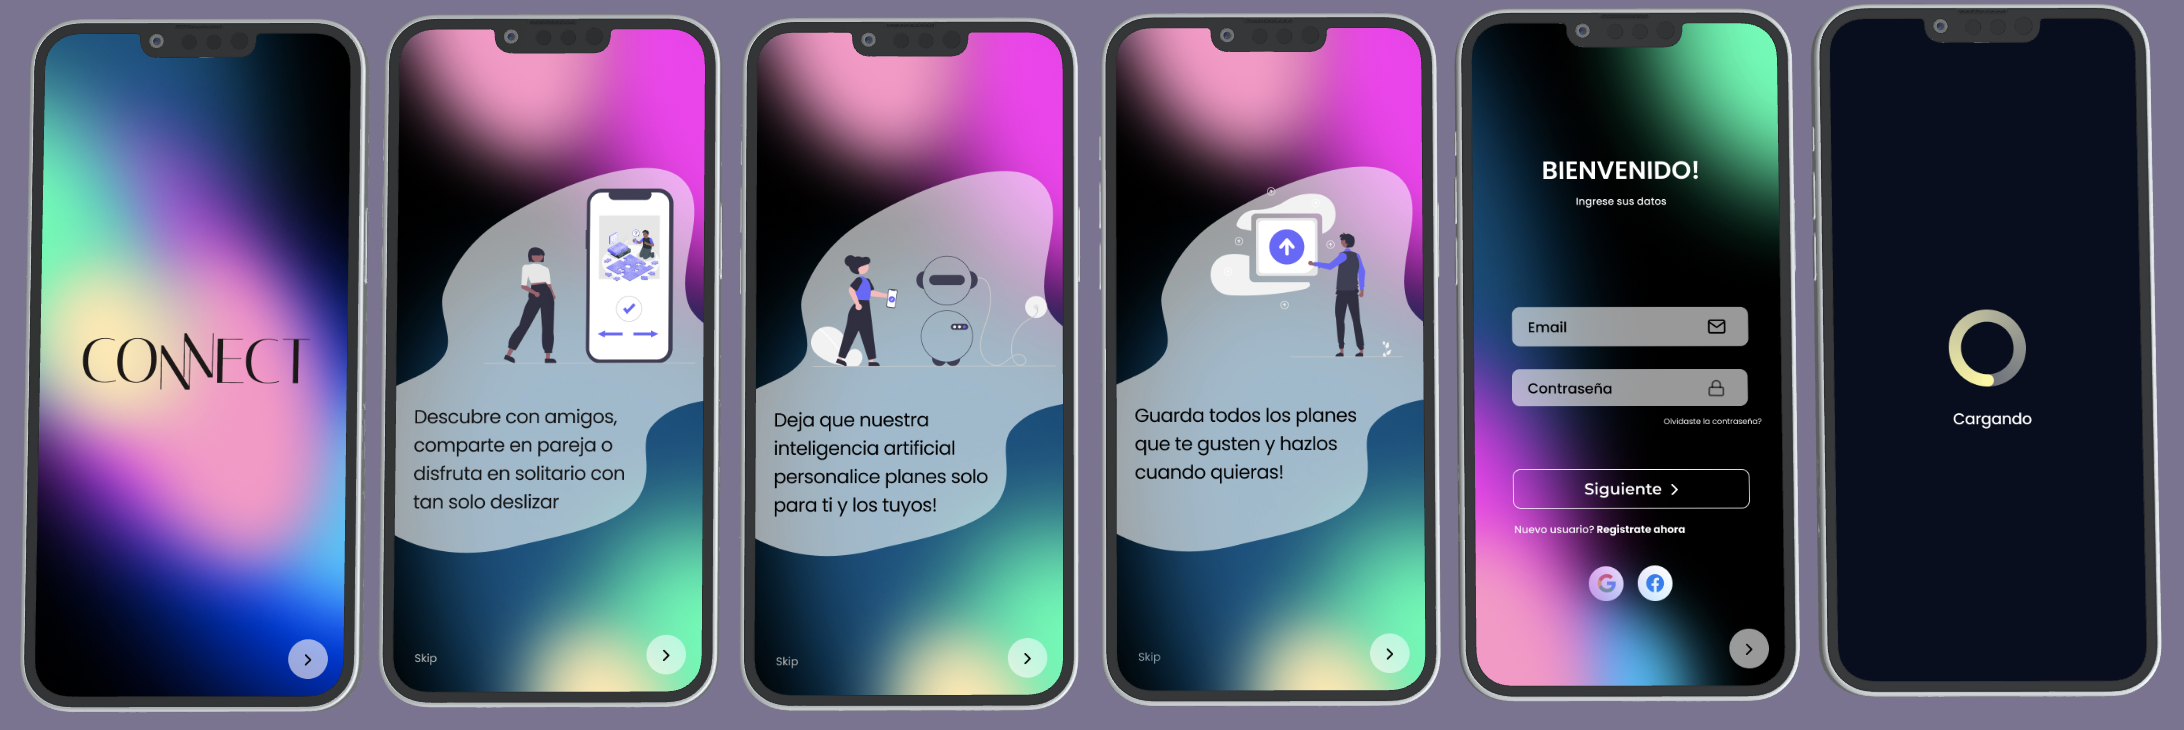 CONNECT
Descubre con amigos,
comparte en pareja o
disfruta en solitario con
tan solo deslizar
Skip
Deja que nuestra
inteligencia artificial
personalice planes solo
para ti y los tuyos!
Skip
Guarda todos los planes
que te gusten y hazlos
cuando quieras!
Skip
BIENVENIDO!
Ingrese sus datos
Email
Contraseña
Olvidaste la contraseña?
Siguiente
Nuevo usuario? Registrate ahora
Cargando